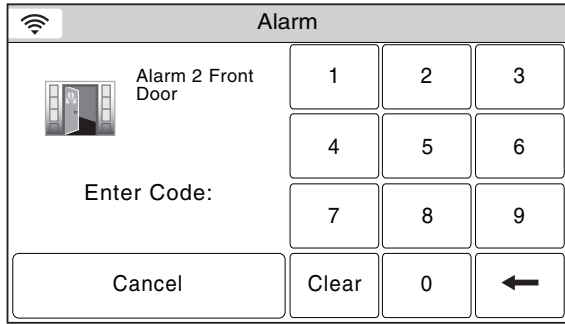 Alarm
Alarm 2 Front
Door
Enter Code:
1 2 3
4 5 6
7 8 9
Cancel Clear 0 ←